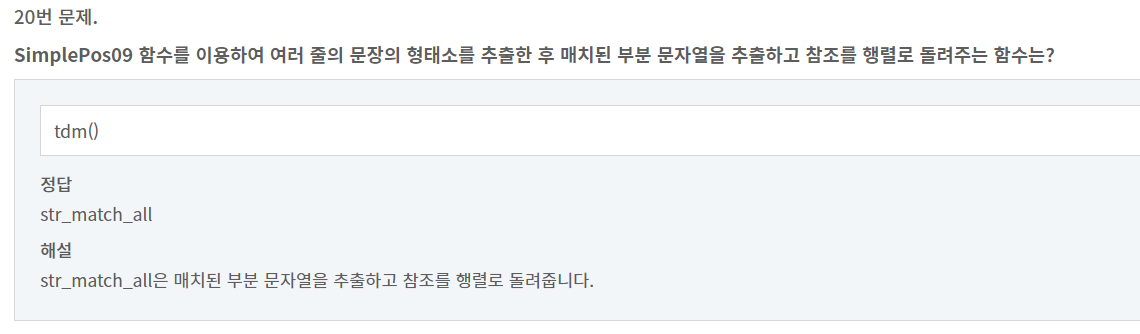 20번 문제.
SimplePos09 함수를 이용하여 여러 줄의 문장의 형태소를 추출한 후 매치된 부분 문자열을 추출하고 참조를 행렬로 돌려주는 함수는?
tdm()
정답
str_match_all
해설
str_match_all은 매치된 부분 문자열을 추출하고 참조를 행렬로 돌려줍니다.